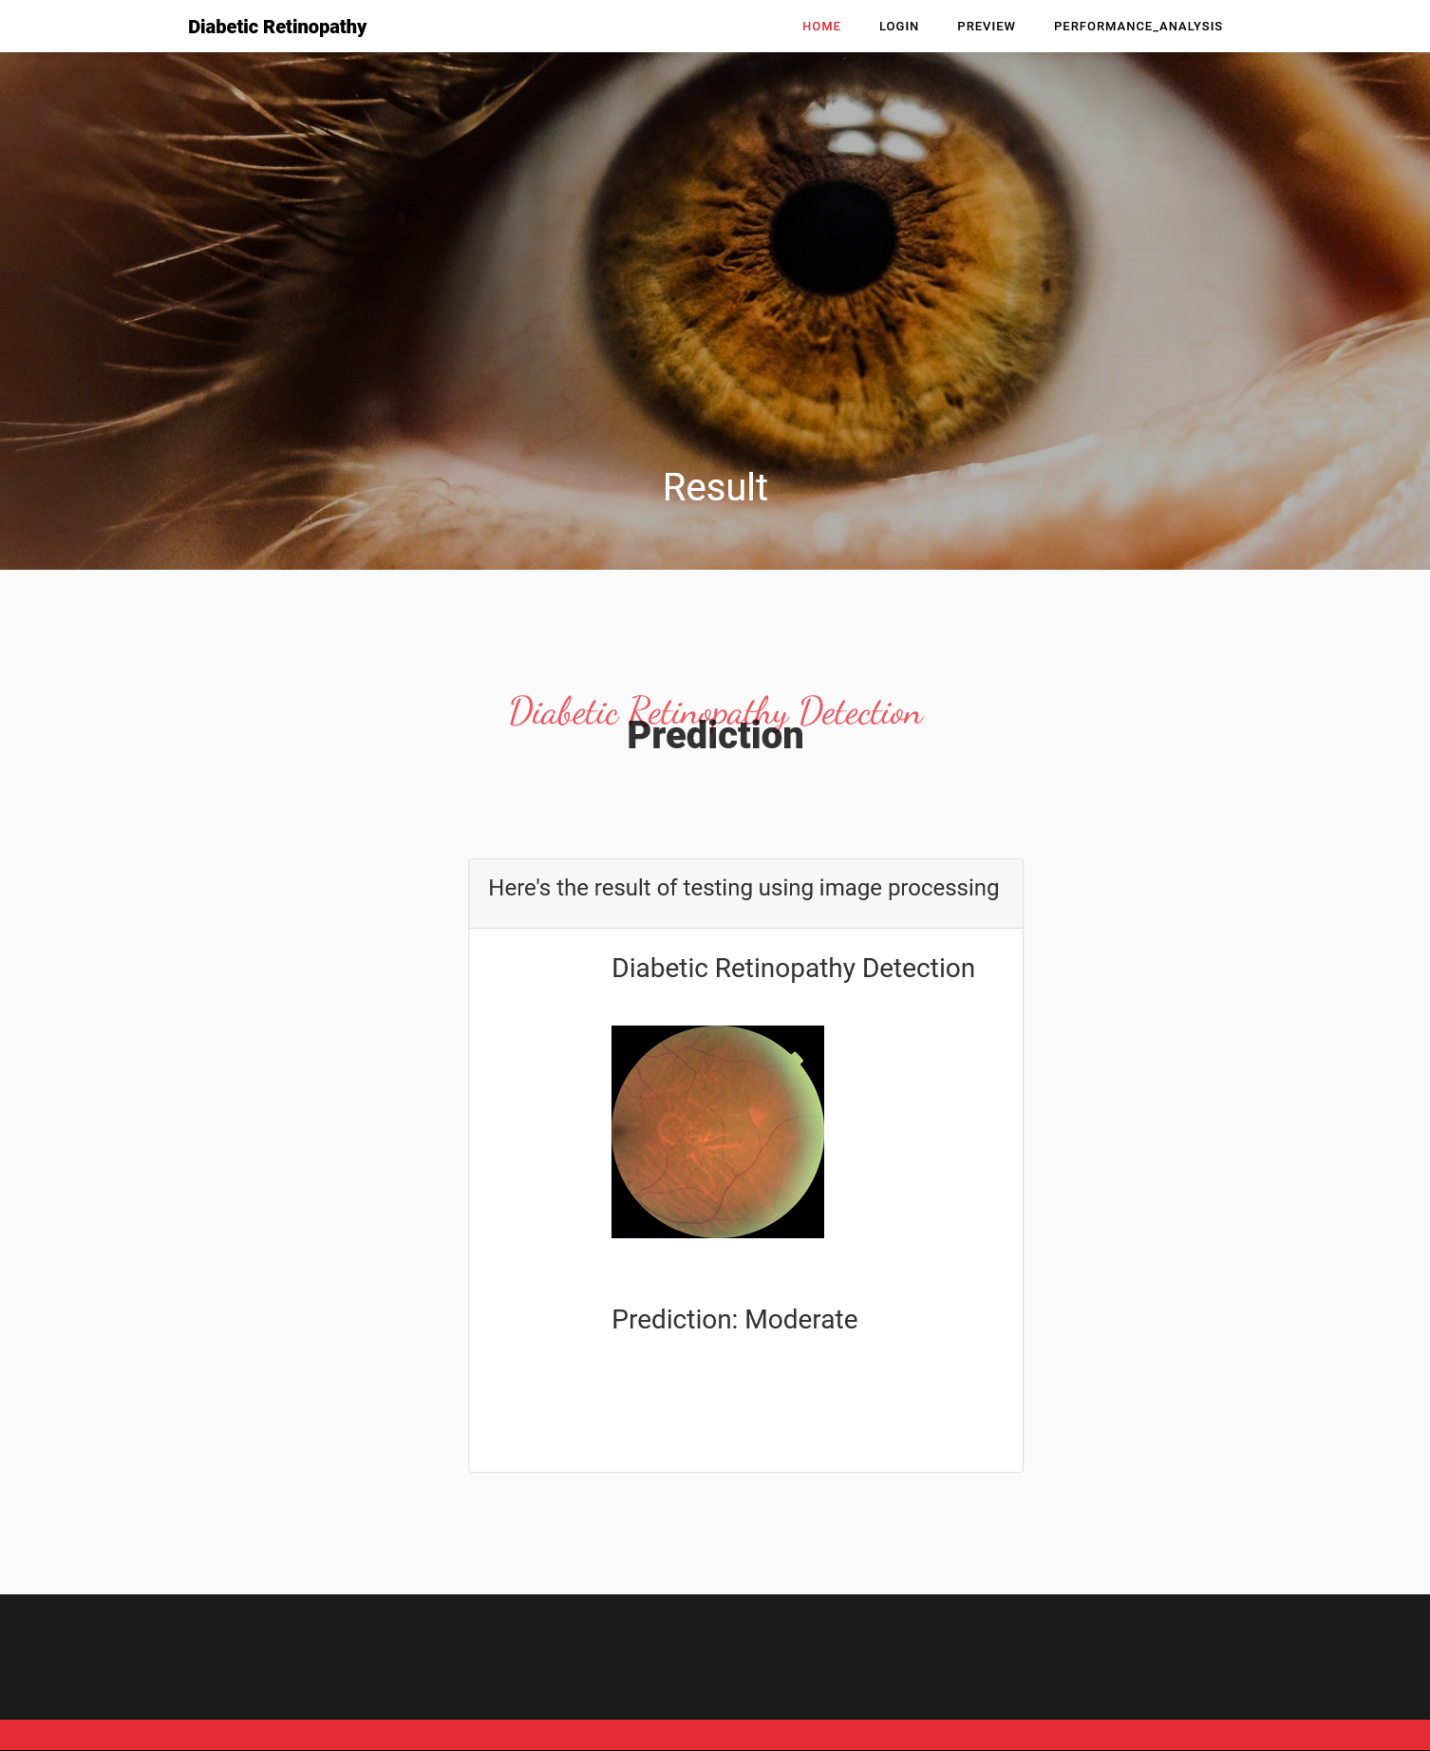 Diabetic Retinopathy
HOME LOGIN PREVIEW PERFORMANCE_ANALYSIS
Result
Diabetic Retinopathy Detection
Prediction
Here's the result of testing using image processing
Diabetic Retinopathy Detection
Prediction: Moderate